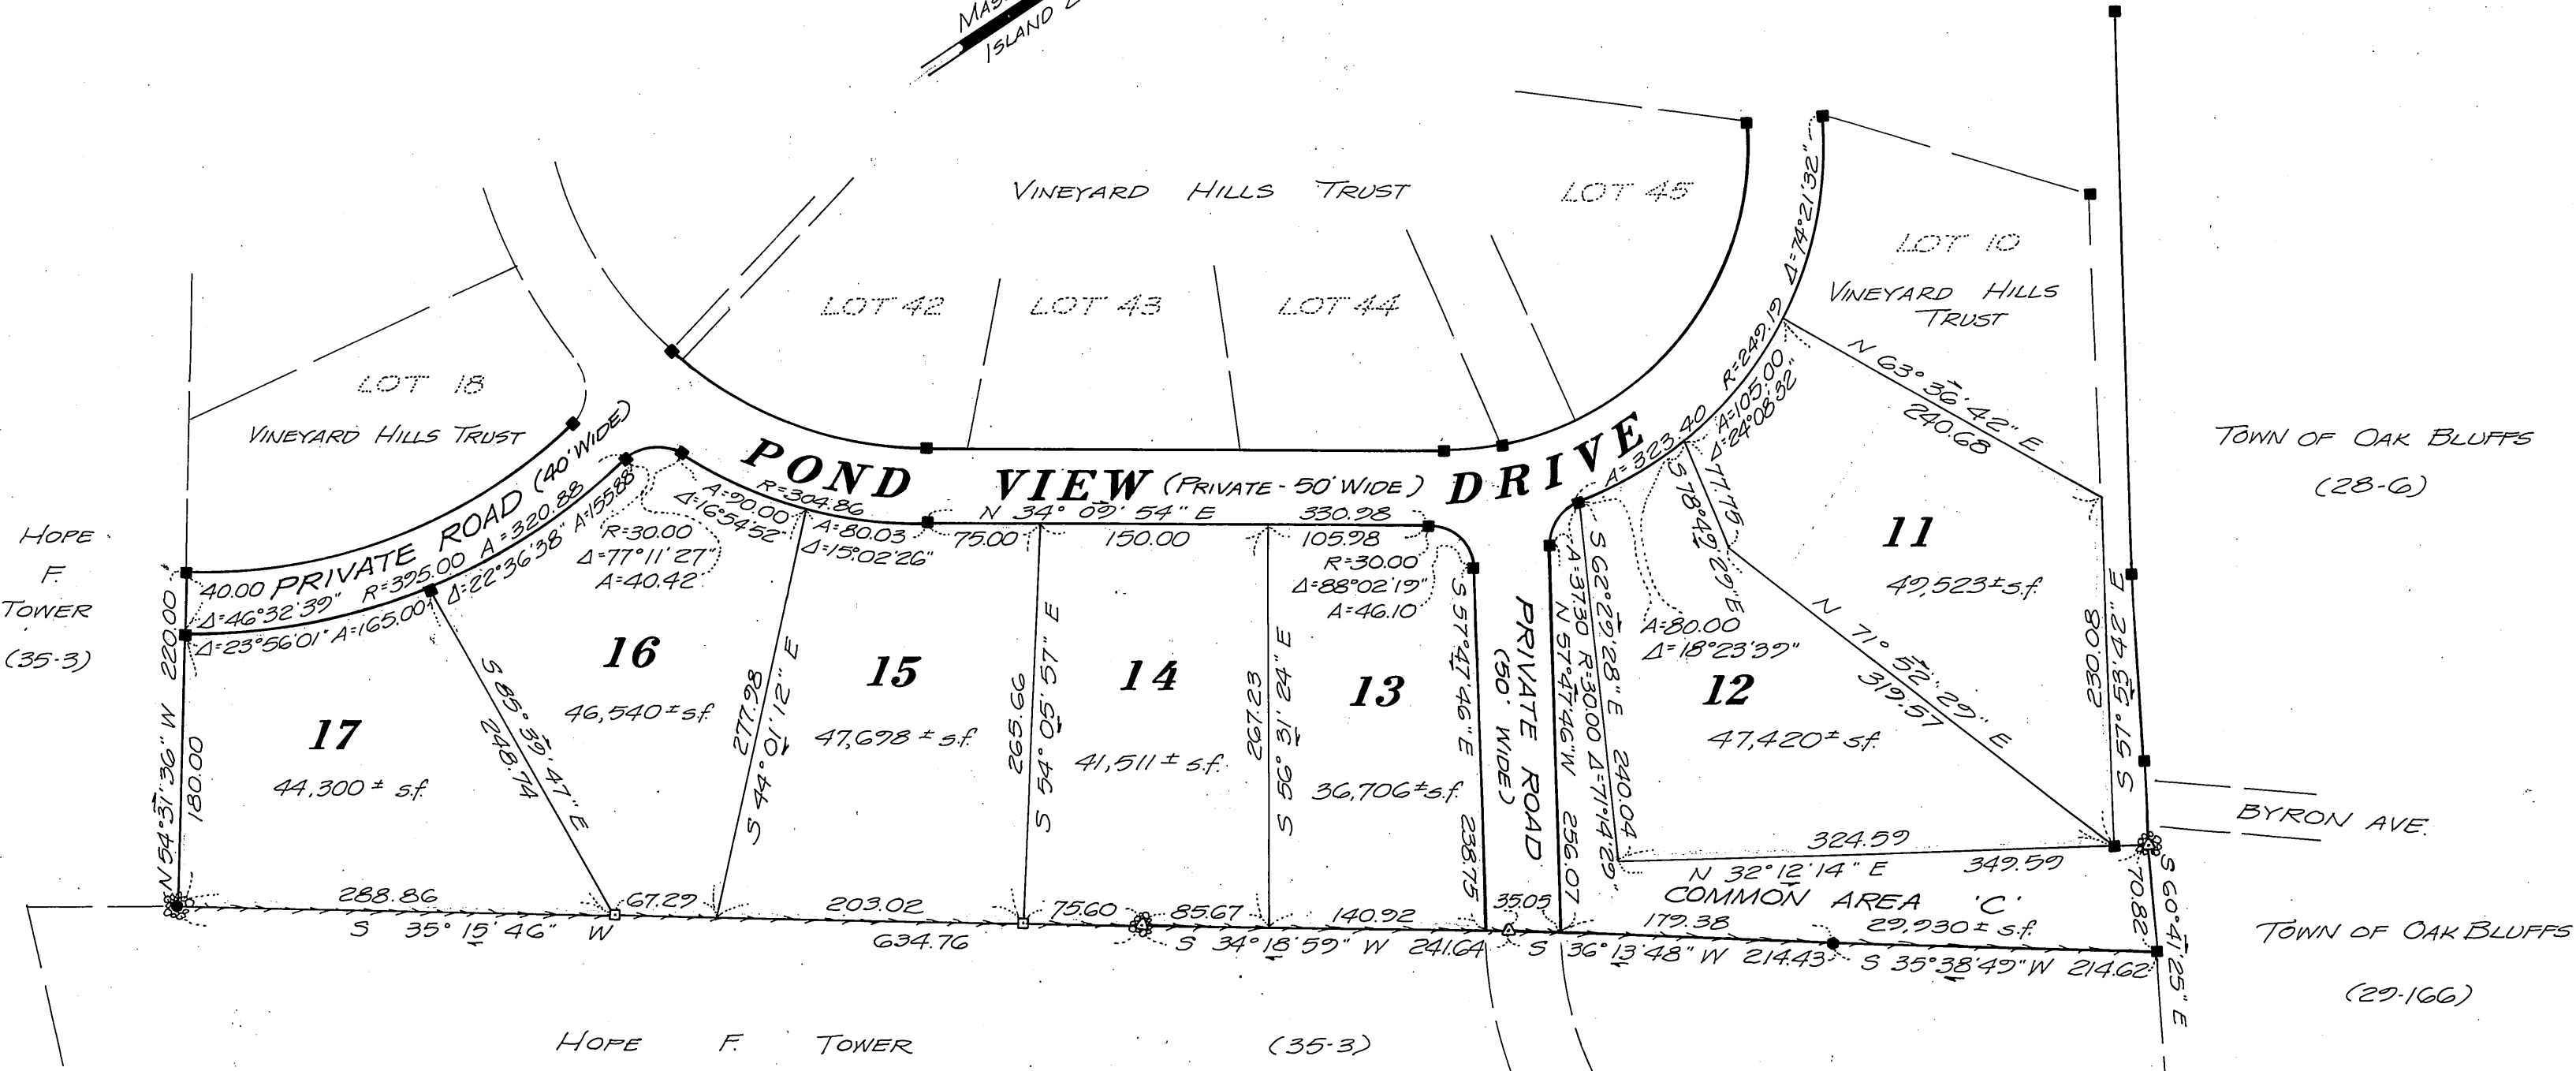 MAS
ISLAND
VINEYARD HILLS TRUST
LOT 45
LOT 10
VINEYARD HILLS
TRUST
LOT 42
LOT 43
LOT 44
LOT 18
VINEYARD HILLS TRUST
POND VIEW (PRIVATE - 50' WIDE) DRIVE
PRIVATE ROAD (40' WIDE)
HOPE
F.
TOWER
(35-3)
40.00
Δ=46°32'39" R=395.00 A=320.88
Δ=23°56'01" A=165.00
Δ=22°36'38" A=155.88
R=30.00
Δ=77°11'27"
A=40.42
R=304.86
A=90.00
Δ=16°54'52"
A=80.03
Δ=15°02'26"
N 34° 09' 54" E 330.98
75.00
150.00
105.98
R=30.00
Δ=88°02'19"
A=46.10
A=323.40 R=249.19 Δ=74°21'32"
A=105.00
Δ=24°08'32"
77.75
S 78°42'29" E
N 63°36'42" E
240.68
TOWN OF OAK BLUFFS
(28-6)
11
49,523±s.f.
N 71° 52' 29" E
319.57
230.08
S 57°53'42" E
A=80.00
Δ=18°23'39"
12
47,420± s.f.
S 62°29'28" E 240.04
A=37.30 R=30.00 Δ=71°14'29"
N 57°47'46" W 256.07
PRIVATE ROAD
(50' WIDE)
S 57°47'46" E 238.75
13
36,706±s.f.
S 56° 31' 24" E
267.23
14
41,511± s.f.
S 54° 05' 57" E
265.66
15
47,698± s.f.
S 44° 10' 12" E
277.98
16
46,540±s.f.
S 85°39'47" E
248.74
17
44,300± s.f.
N 54°31'36" W 220.00
180.00
324.59
N 32°12'14" E 349.59
COMMON AREA 'C'
29,930± s.f.
BYRON AVE.
70.82
S 60°41'25" E
288.86
67.29
203.02
75.60
85.67
140.92
35.05
179.38
S 35° 15' 46" W 634.76
S 34°18'59" W 241.64
S 36°13'48" W 214.43
S 35°38'49" W 214.62
TOWN OF OAK BLUFFS
(29-166)
HOPE F. TOWER (35-3)